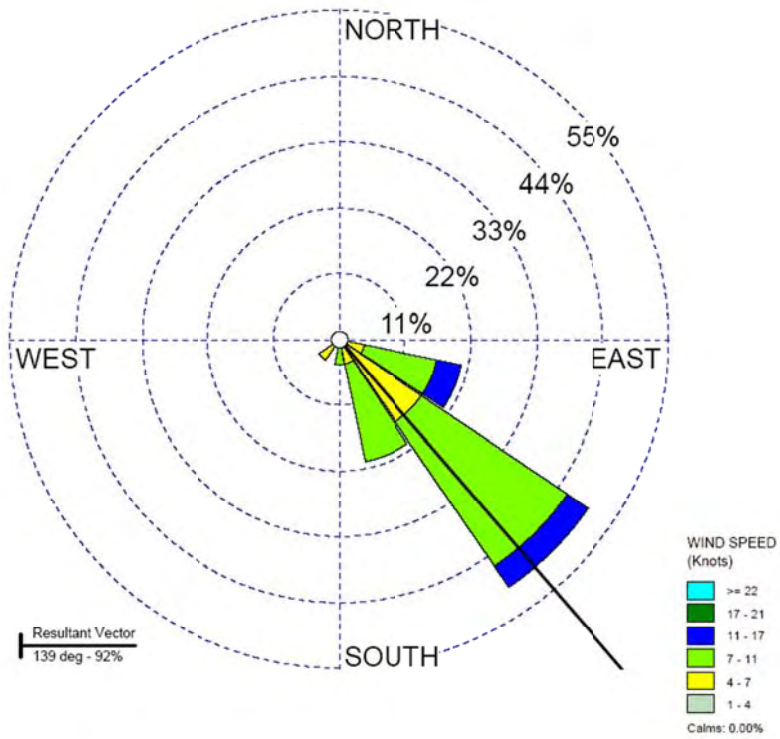 NORTH
55%
44%
33%
22%
11%
WEST
EAST
SOUTH
Resultant Vector
139 deg - 92%
WIND SPEED
(Knots)
>= 22
17 - 21
11 - 17
7 - 11
4 - 7
1 - 4
Calms: 0.00%